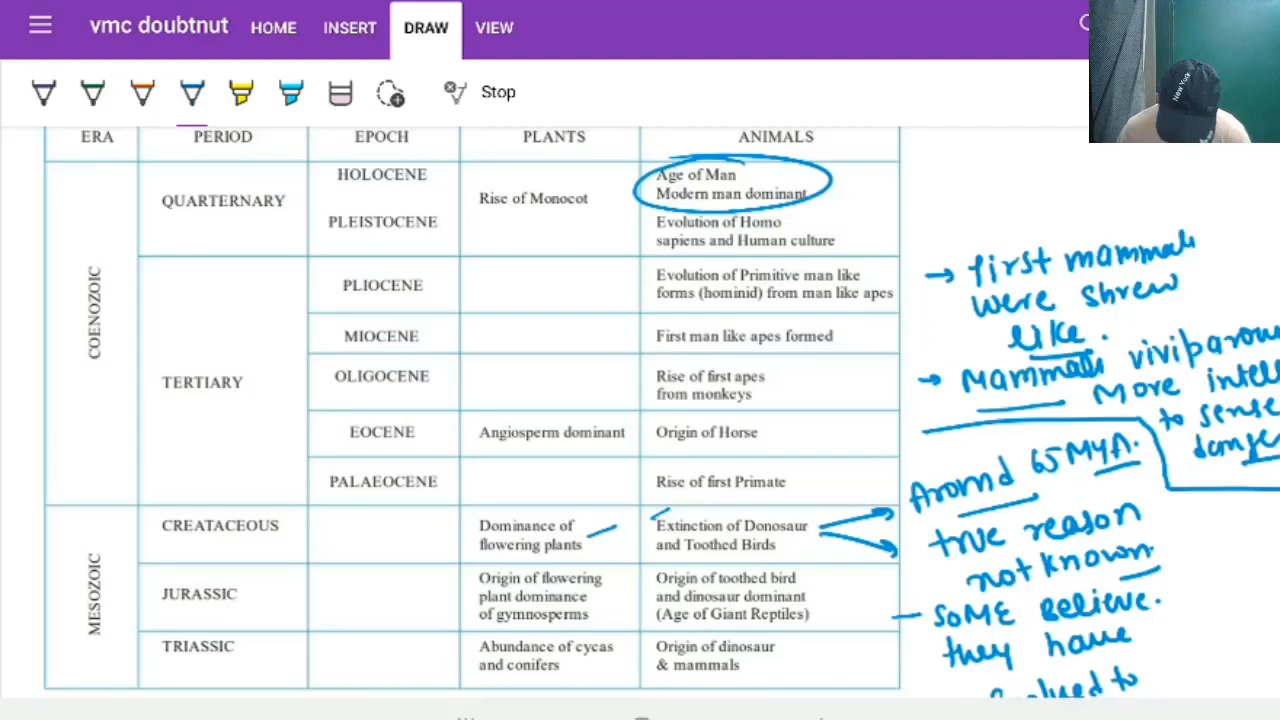 vmc doubtnut HOME INSERT DRAW VIEW
New York
Stop
ERA PERIOD EPOCH PLANTS ANIMALS
COENOZOIC
QUARTERNARY
HOLOCENE
PLEISTOCENE
Rise of Monocot
Age of Man
Modern man dominant
Evolution of Homo
sapiens and Human culture
TERTIARY
PLIOCENE
Evolution of Primitive man like
forms (hominid) from man like apes
MIOCENE
First man like apes formed
OLIGOCENE
Rise of first apes
from monkeys
EOCENE
Angiosperm dominant
Origin of Horse
PALAEOCENE
Rise of first Primate
MESOZOIC
CREATACEOUS
Dominance of
flowering plants
Extinction of Donosaur
and Toothed Birds
JURASSIC
Origin of flowering
plant dominance
of gymnosperms
Origin of toothed bird
and dinosaur dominant
(Age of Giant Reptiles)
TRIASSIC
Abundance of cycas
and conifers
Origin of dinosaur
& mammals
→ first mammals
were shrew
like.
→ Mammals viviparous
More
to sense
danger
Around 65 MYA.
true reason
not known.
– SOME Believe.
they have